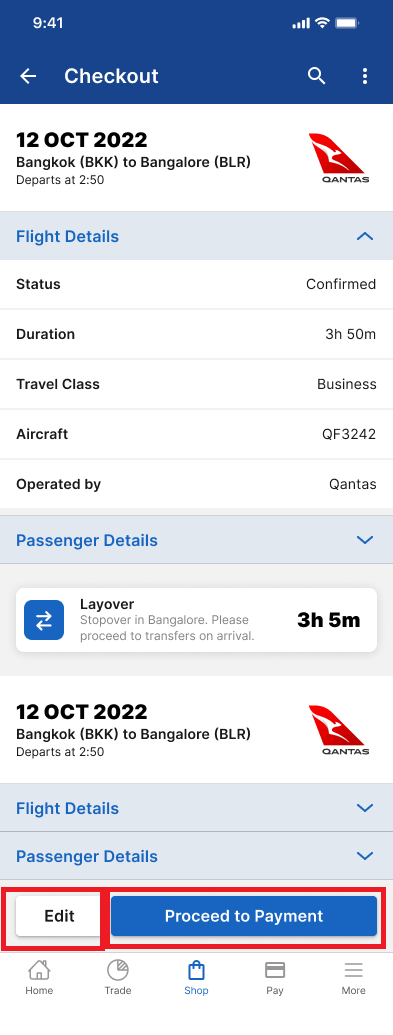 9:41
Checkout
12 OCT 2022
Bangkok (BKK) to Bangalore (BLR)
Departs at 2:50
QANTAS
Flight Details
Status Confirmed
Duration 3h 50m
Travel Class Business
Aircraft QF3242
Operated by Qantas
Passenger Details
Layover
Stopover in Bangalore. Please
proceed to transfers on arrival.
3h 5m
12 OCT 2022
Bangkok (BKK) to Bangalore (BLR)
Departs at 2:50
QANTAS
Flight Details
Passenger Details
Edit Proceed to Payment
Home Trade Shop Pay More